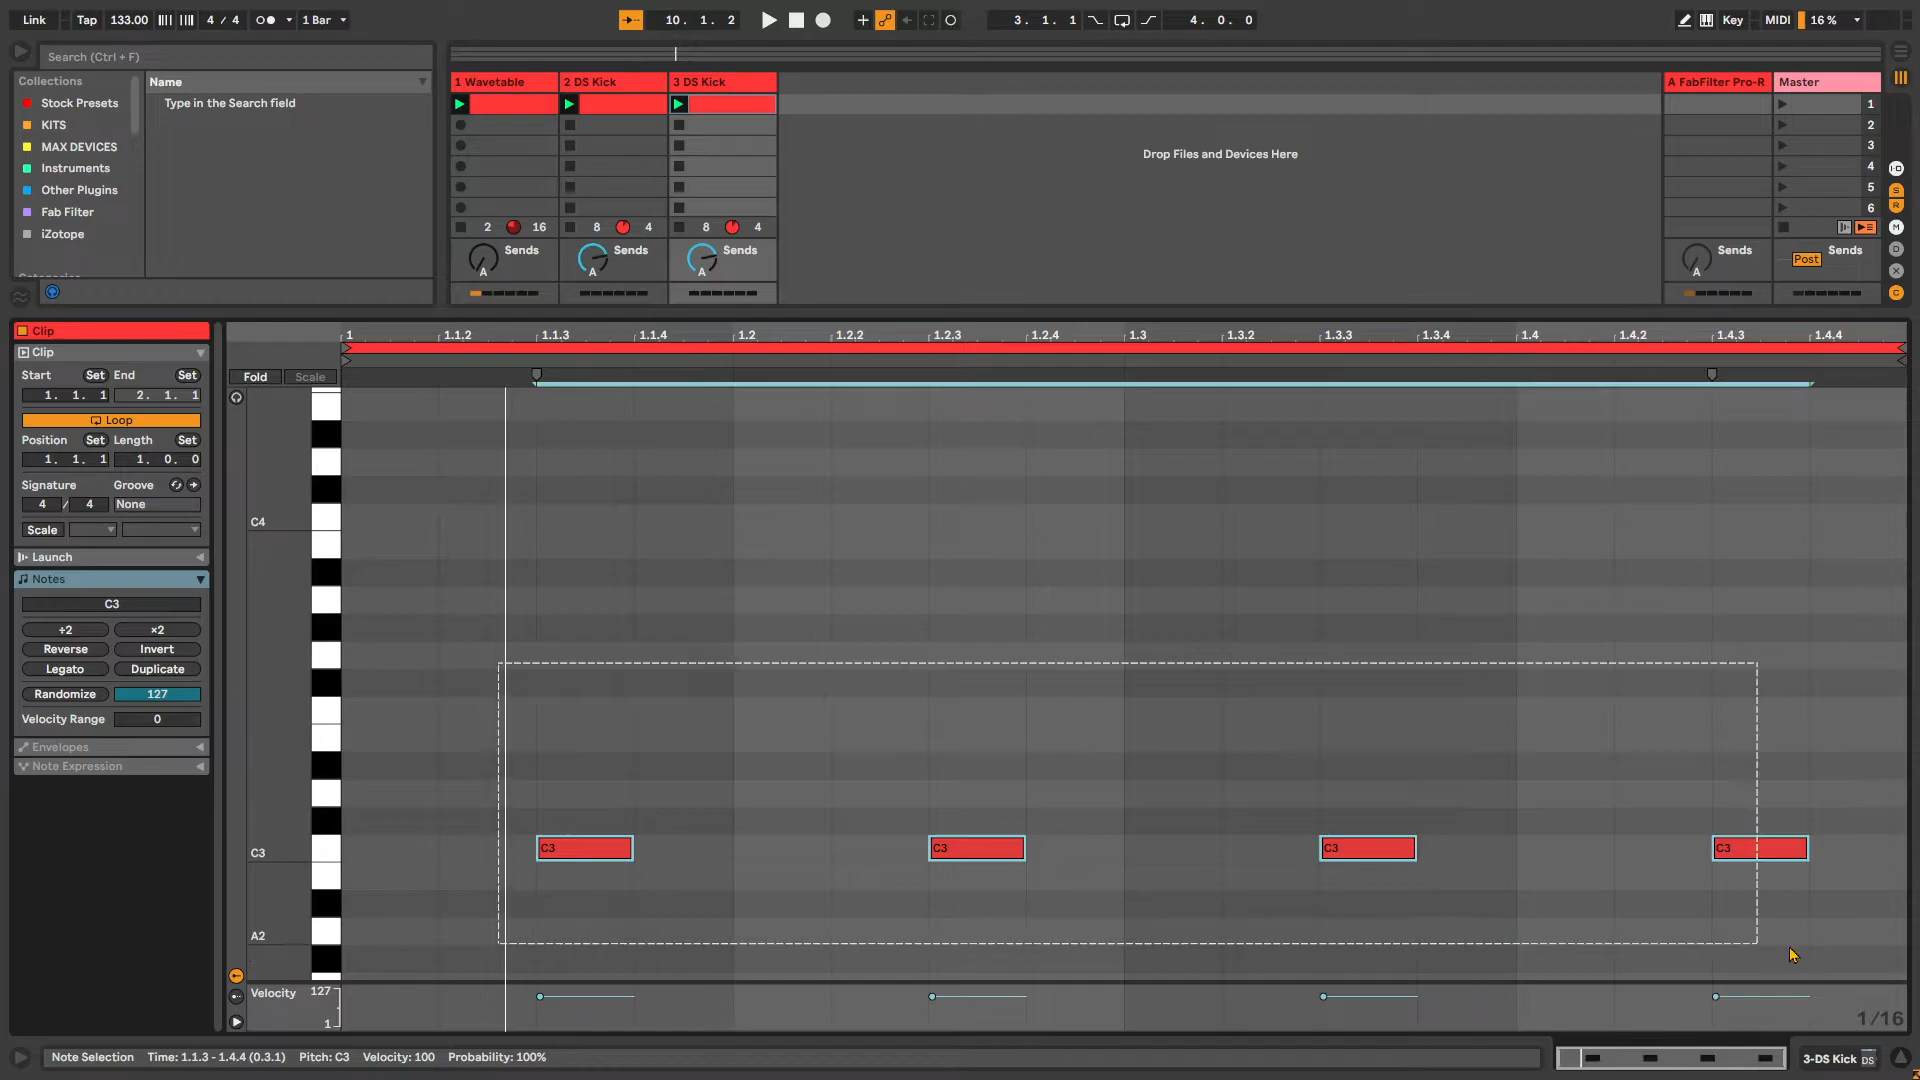 Link Tap 133.00 4 / 4 1 Bar 10. 1. 2 3. 1. 1 4. 0. 0 Key MIDI 16 %
Search (Ctrl + F)
Collections Name
Stock Presets Type in the Search field
KITS
MAX DEVICES
Instruments
Other Plugins
Fab Filter
iZotope
1 Wavetable 2 DS Kick 3 DS Kick A FabFilter Pro-R Master
1
2
3
4
5
6
Drop Files and Devices Here
2 16 8 4 8 4
Sends Sends Sends Sends Sends
A A A A Post
I·O
S
R
M
D
X
C
Clip
Clip
Start Set End Set
1. 1. 1 2. 1. 1
Loop
Position Set Length Set
1. 1. 1 1. 0. 0
Signature Groove
4 / 4 None
Scale
Launch
Notes
C3
÷2 ×2
Reverse Invert
Legato Duplicate
Randomize 127
Velocity Range 0
Envelopes
Note Expression
1 1.1.2 1.1.3 1.1.4 1.2 1.2.2 1.2.3 1.2.4 1.3 1.3.2 1.3.3 1.3.4 1.4 1.4.2 1.4.3 1.4.4
Fold Scale
C4
C3 C3 C3 C3 C3
A2
Velocity 127
1
1/16
Note Selection Time: 1.1.3 - 1.4.4 (0.3.1) Pitch: C3 Velocity: 100 Probability: 100%
3-DS Kick DS